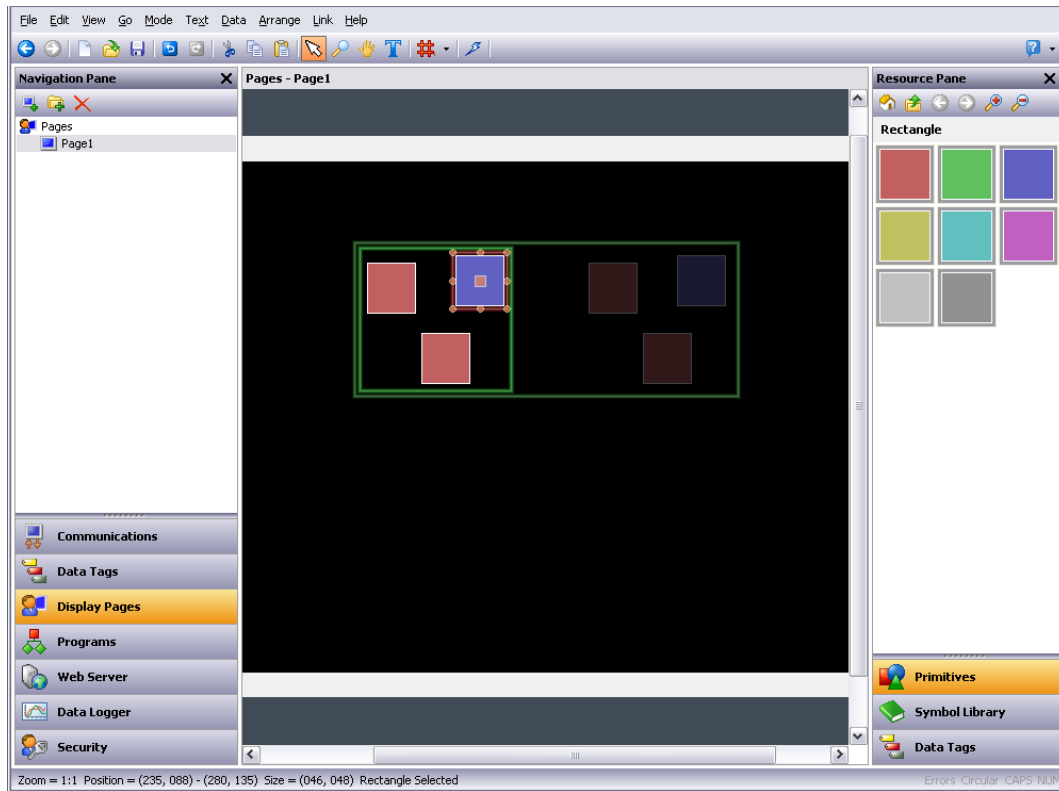 File Edit View Go Mode Text Data Arrange Link Help
Navigation Pane
Pages - Page1
Resource Pane
Pages
Page1
Rectangle
Communications
Data Tags
Display Pages
Programs
Web Server
Data Logger
Security
Primitives
Symbol Library
Data Tags
Zoom = 1:1 Position = (235, 088) - (280, 135) Size = (046, 048) Rectangle Selected
Errors Circular CAPS NUM